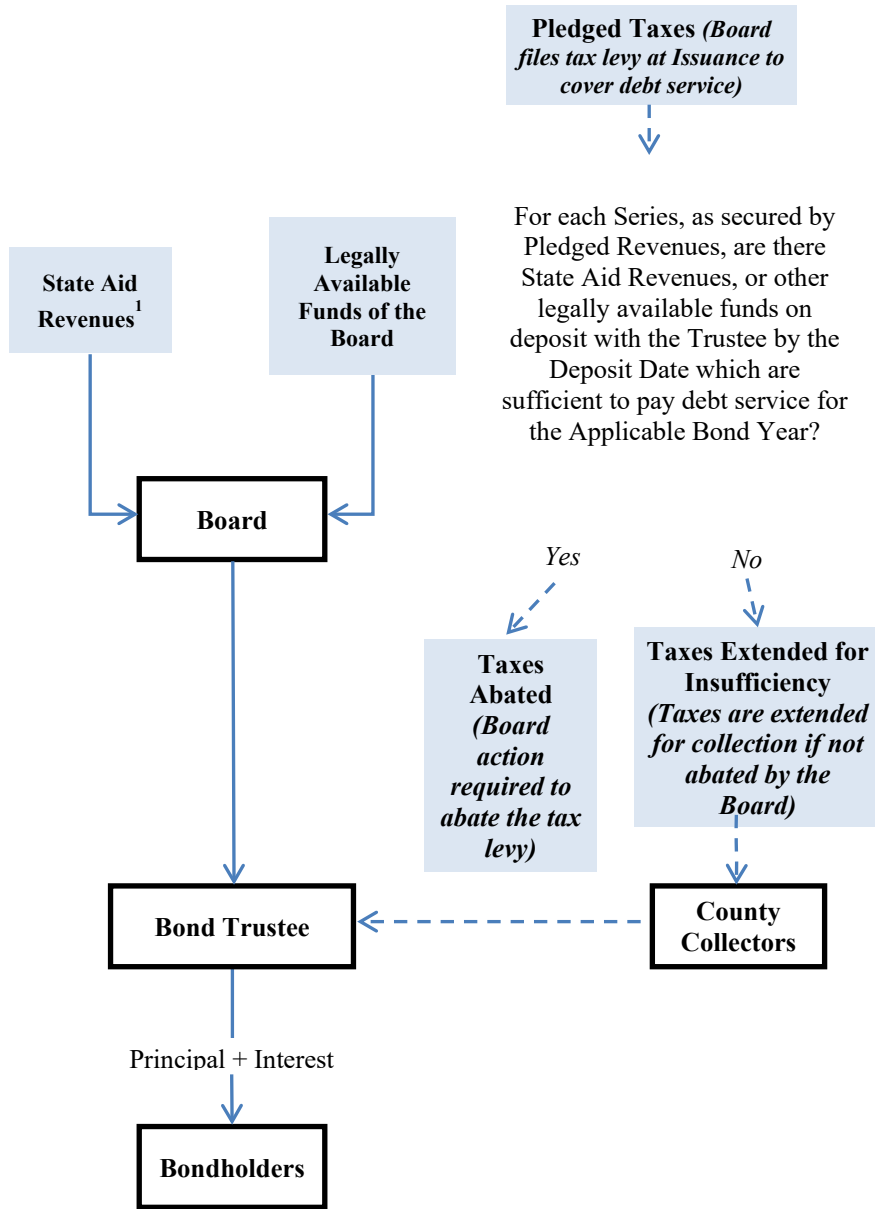 Pledged Taxes (Board
files tax levy at Issuance to
cover debt service)
For each Series, as secured by
Pledged Revenues, are there
State Aid Revenues, or other
legally available funds on
deposit with the Trustee by the
Deposit Date which are
sufficient to pay debt service for
the Applicable Bond Year?
State Aid
Revenues1
Legally
Available
Funds of the
Board
Board
Yes
No
Taxes
Abated
(Board
action
required to
abate the tax
levy)
Taxes Extended for
Insufficiency
(Taxes are extended
for collection if not
abated by the
Board)
Bond Trustee
County
Collectors
Principal + Interest
Bondholders